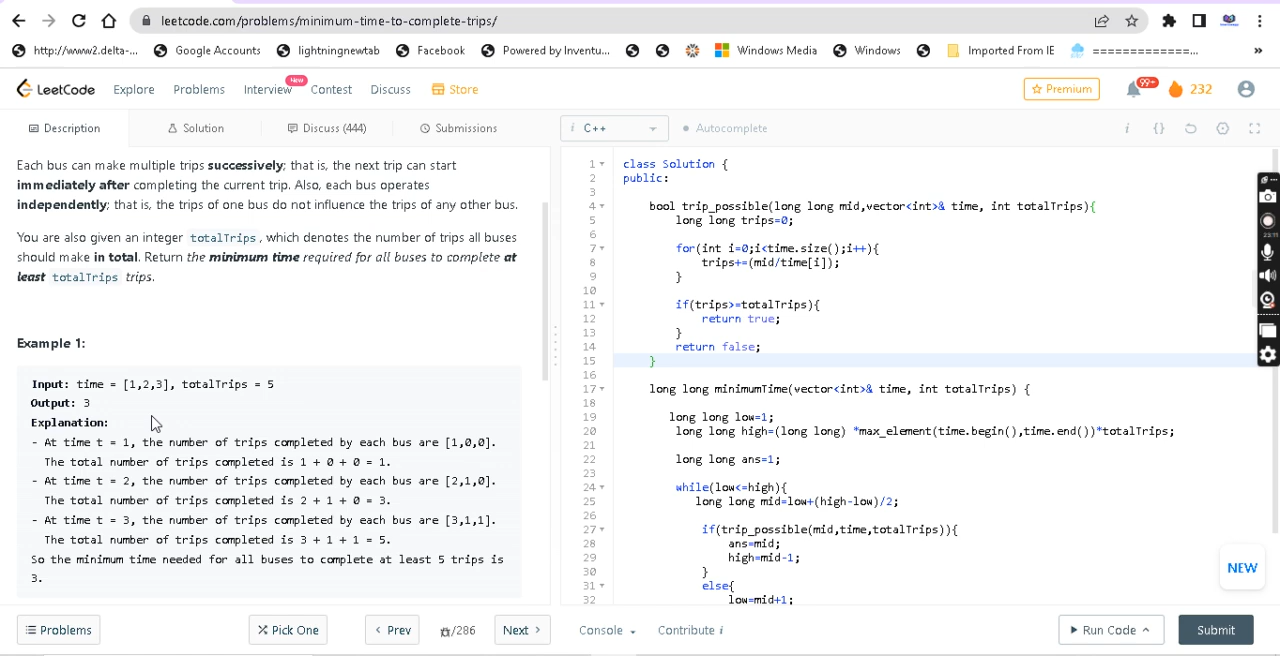 leetcode.com/problems/minimum-time-to-complete-trips/
http://www2.delta-... Google Accounts lightningnewtab Facebook Powered by Inventu... Windows Media Windows Imported From IE =============... »
LeetCode Explore Problems Interview New Contest Discuss Store Premium 99+ 232
Description Solution Discuss (444) Submissions i C++ Autocomplete i {}
Each bus can make multiple trips successively; that is, the next trip can start
immediately after completing the current trip. Also, each bus operates
independently; that is, the trips of one bus do not influence the trips of any other bus.
You are also given an integer totalTrips, which denotes the number of trips all buses
should make in total. Return the minimum time required for all buses to complete at
least totalTrips trips.
Example 1:
Input: time = [1,2,3], totalTrips = 5
Output: 3
Explanation:
- At time t = 1, the number of trips completed by each bus are [1,0,0].
The total number of trips completed is 1 + 0 + 0 = 1.
- At time t = 2, the number of trips completed by each bus are [2,1,0].
The total number of trips completed is 2 + 1 + 0 = 3.
- At time t = 3, the number of trips completed by each bus are [3,1,1].
The total number of trips completed is 3 + 1 + 1 = 5.
So the minimum time needed for all buses to complete at least 5 trips is
3.
1 class Solution {
2 public:
3
4 bool trip_possible(long long mid,vector<int>& time, int totalTrips){
5 long long trips=0;
6
7 for(int i=0;i<time.size();i++){
8 trips+=(mid/time[i]);
9 }
10
11 if(trips>=totalTrips){
12 return true;
13 }
14 return false;
15 }
16
17 long long minimumTime(vector<int>& time, int totalTrips) {
18
19 long long low=1;
20 long long high=(long long) *max_element(time.begin(),time.end())*totalTrips;
21
22 long long ans=1;
23
24 while(low<=high){
25 long long mid=low+(high-low)/2;
26
27 if(trip_possible(mid,time,totalTrips)){
28 ans=mid;
29 high=mid-1;
30 }
31 else{
32 low=mid+1;
NEW
Problems Pick One Prev /286 Next Console Contribute i Run Code Submit